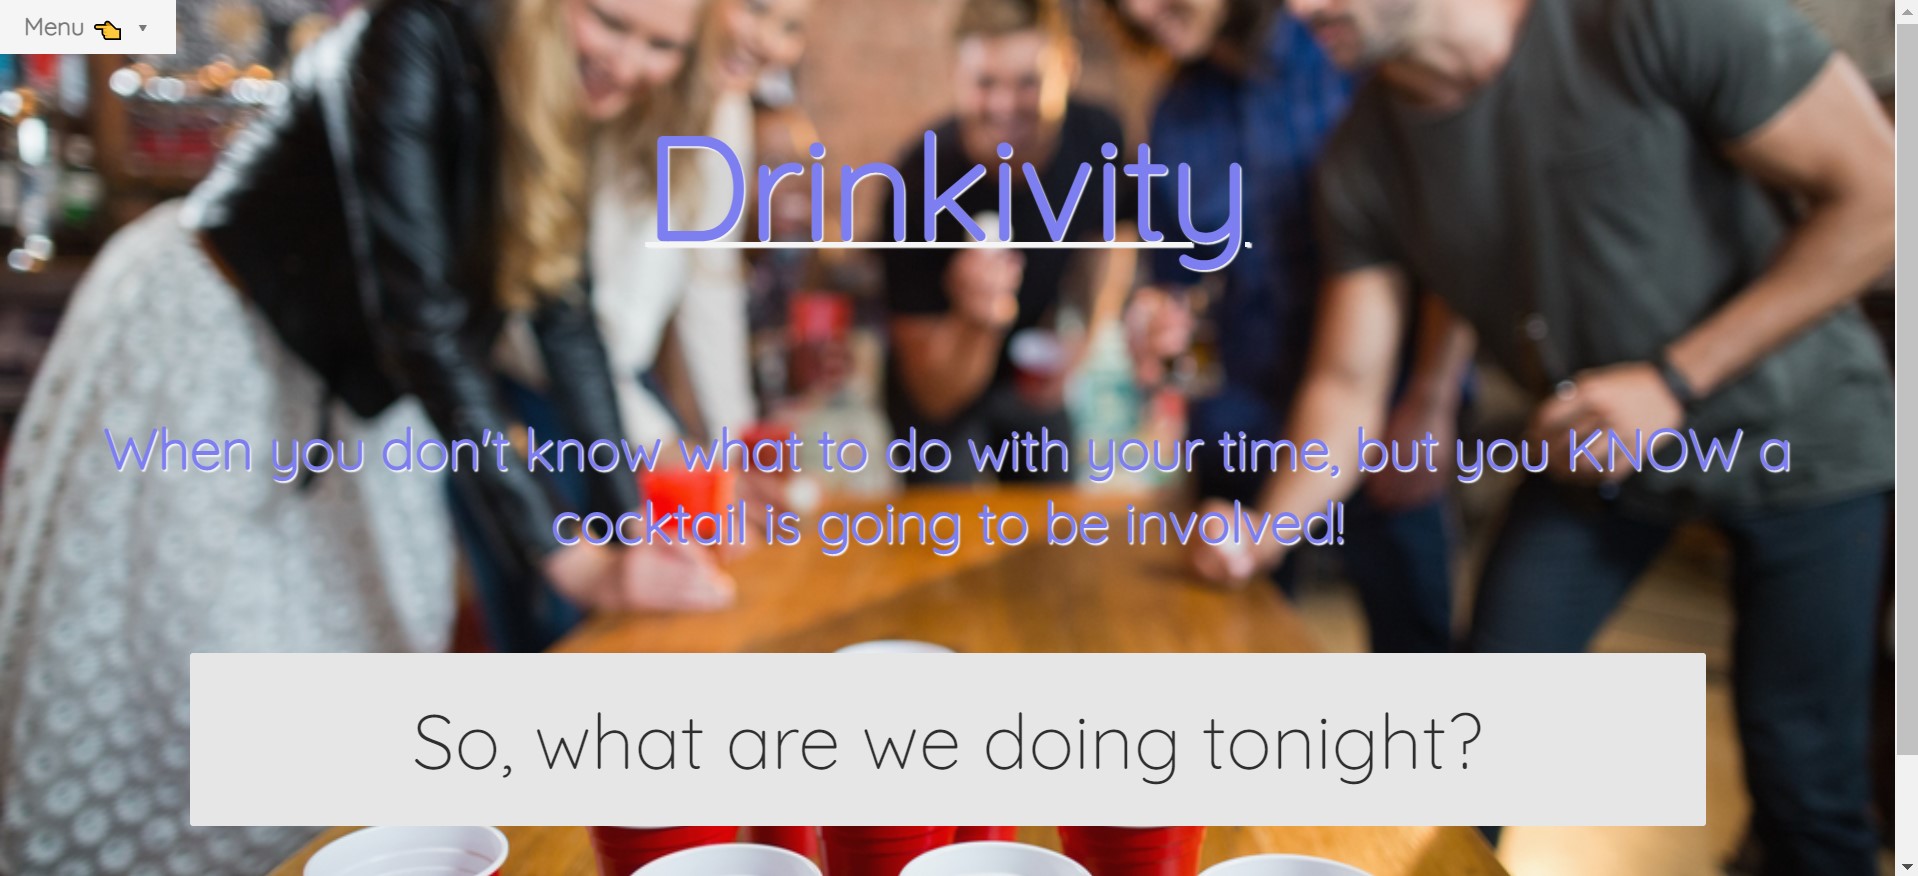 Menu 👈 ▾
Drinkivity
When you don't know what to do with your time, but you KNOW a
cocktail is going to be involved!
So, what are we doing tonight?